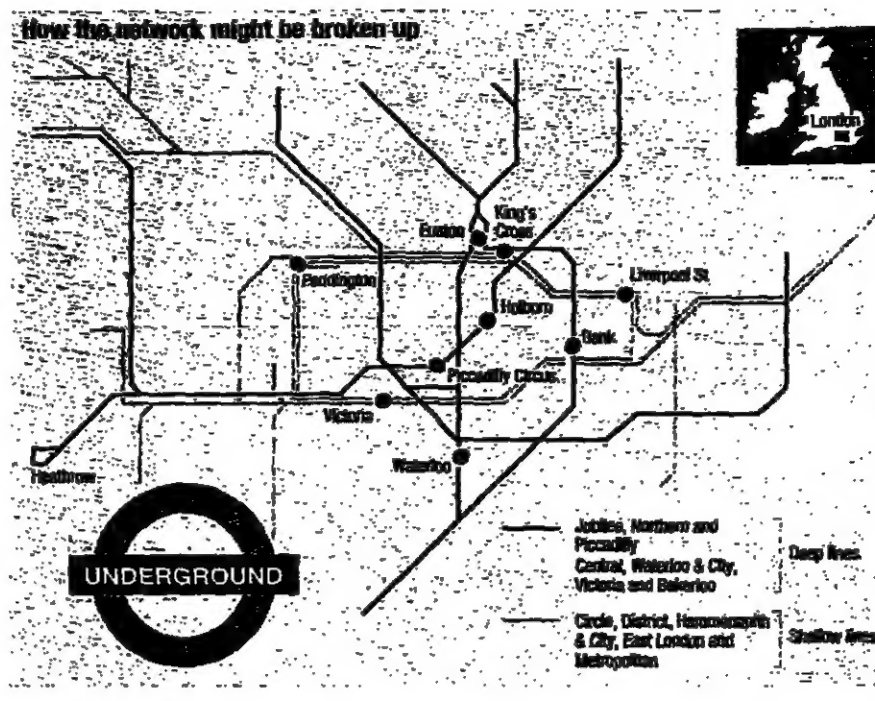 How the network might be broken up
London
King's
Cross
Euston
Paddington
Liverpool St.
Holborn
Bank
Piccadilly Circus
Victoria
Waterloo
Heathrow
UNDERGROUND
Jubilee, Northern and
Piccadilly
Central, Waterloo & City,
Victoria and Bakerloo
Deep lines
Circle, District, Hammersmith
& City, East London and
Metropolitan
Shallow lines